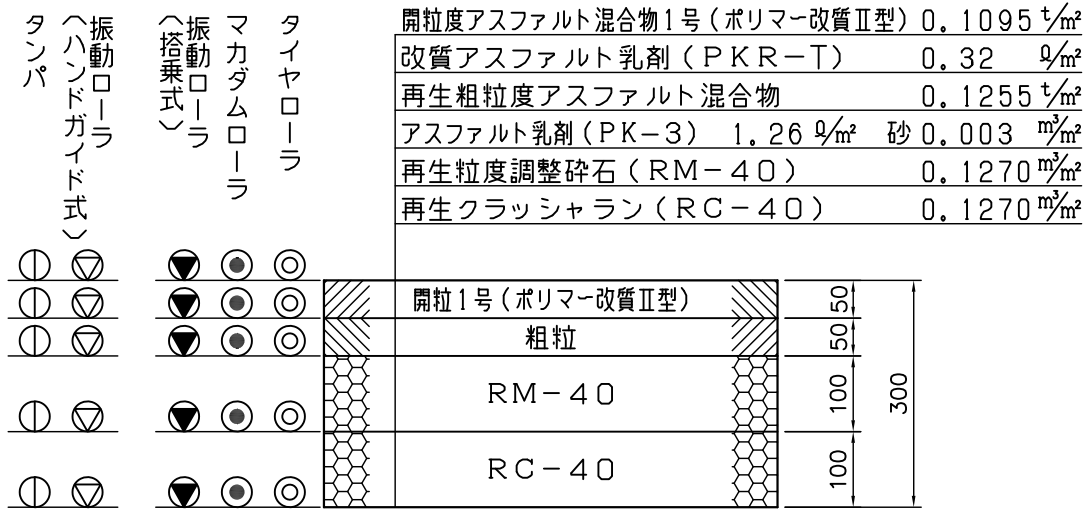 タンパ
振動ローラ
(ハンドガイド式)
振動ローラ
(搭乗式)
マカダムローラ
タイヤローラ
開粒度アスファルト混合物1号(ポリマー改質Ⅱ型) 0.1095 t/m²
改質アスファルト乳剤(PKR-T) 0.32 ℓ/m²
再生粗粒度アスファルト混合物 0.1255 t/m²
アスファルト乳剤(PK-3) 1.26 ℓ/m² 砂 0.003 m³/m²
再生粒度調整砕石(RM-40) 0.1270 m³/m²
再生クラッシャラン(RC-40) 0.1270 m³/m²
開粒1号(ポリマー改質Ⅱ型) 50
粗粒 50
RM-40 100
300
RC-40 100